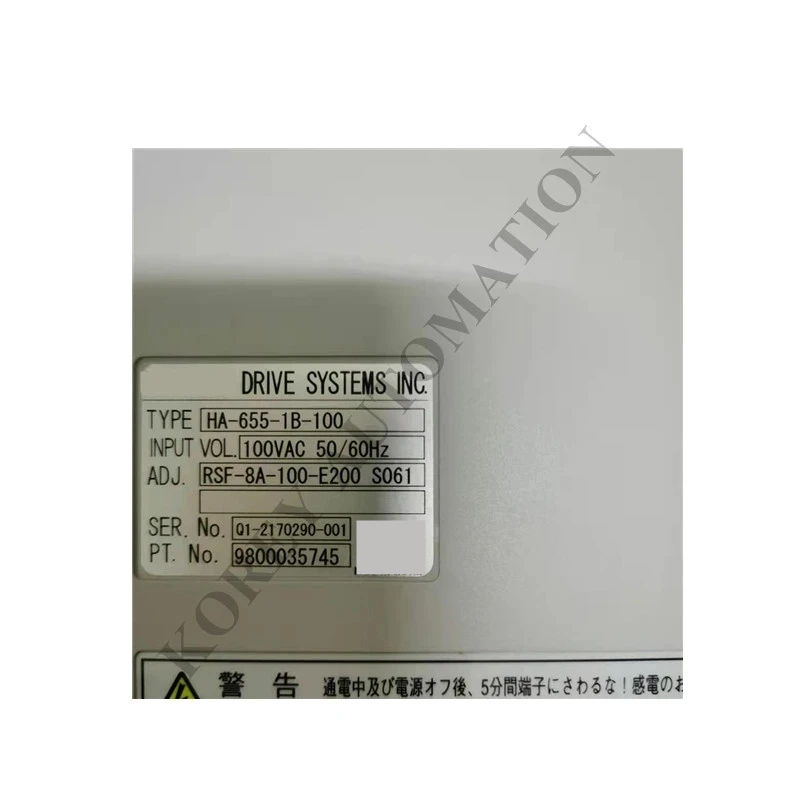 DRIVE SYSTEMS INC.
TYPE HA-655-1B-100
INPUT VOL. 100VAC 50/60Hz
ADJ. RSF-8A-100-E200 S061
SER. No. Q1-2170290-001
PT. No. 9800035745
警 告 通電中及び電源オフ後、5分間端子にさわるな！感電のお
KOREY AUTOMATION